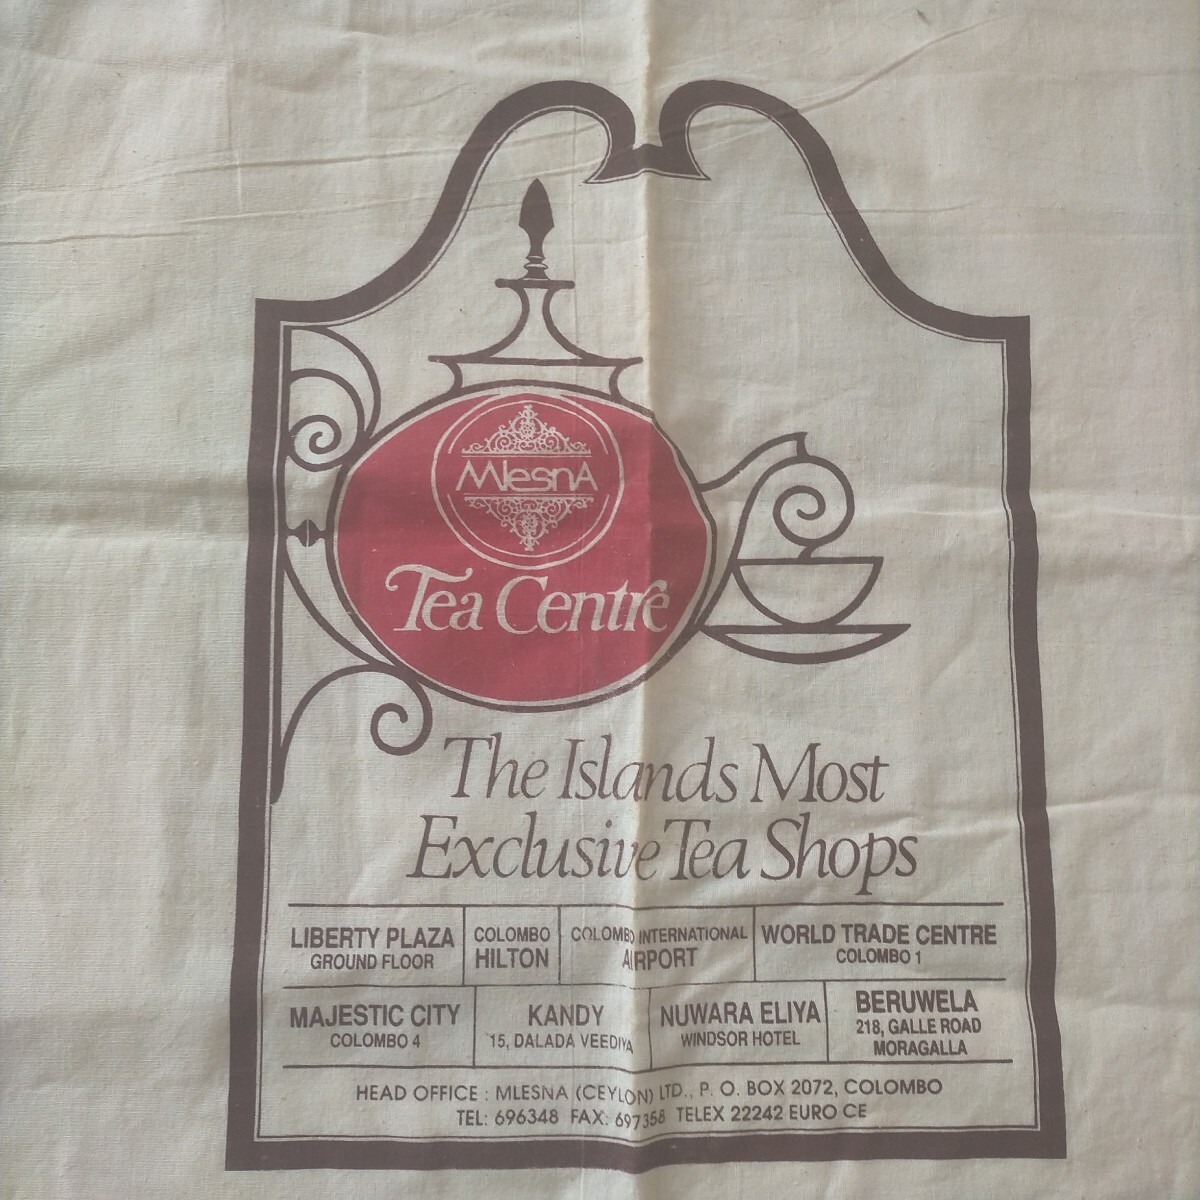 MlesnA
Tea Centre
The Islands Most
Exclusive Tea Shops
LIBERTY PLAZA
GROUND FLOOR
COLOMBO
HILTON
COLOMBO INTERNATIONAL
AIRPORT
WORLD TRADE CENTRE
COLOMBO 1
MAJESTIC CITY
COLOMBO 4
KANDY
15, DALADA VEEDIYA
NUWARA ELIYA
WINDSOR HOTEL
BERUWELA
218, GALLE ROAD
MORAGALLA
HEAD OFFICE : MLESNA (CEYLON) LTD., P. O. BOX 2072, COLOMBO
TEL: 696348 FAX: 697358 TELEX 22242 EURO CE